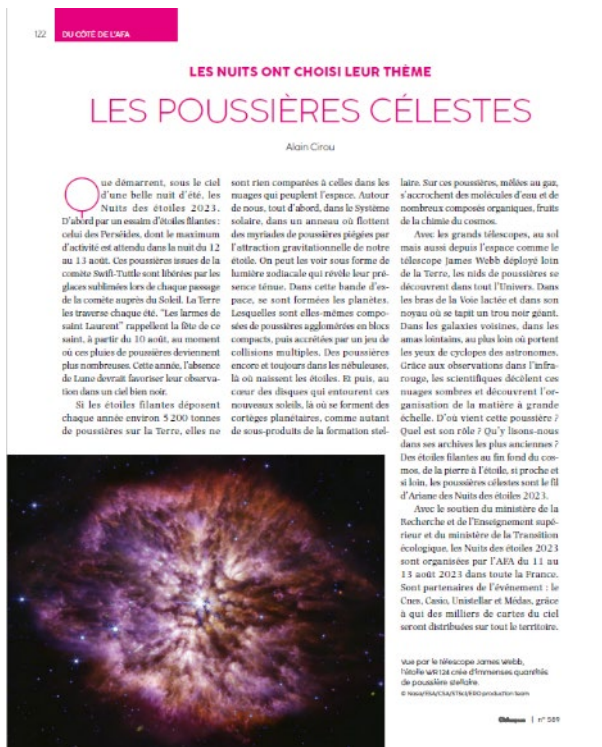 122
DU CÔTÉ DE L'AFA
LES NUITS ONT CHOISI LEUR THÈME
LES POUSSIÈRES CÉLESTES
Alain Cirou
Que démarrent, sous le ciel
d'une belle nuit d'été, les
Nuits des étoiles 2023.
D'abord par un essaim d'étoiles filantes :
celui des Perséides, dont le maximum
d'activité est attendu dans la nuit du 12
au 13 août. Ces poussières issues de la
comète Swift-Tuttle sont libérées par les
glaces sublimées lors de chaque passage
de la comète auprès du Soleil. La Terre
les traverse chaque été. "Les larmes de
saint Laurent" rappellent la fête de ce
saint, à partir du 10 août, au moment
où ces pluies de poussières deviennent
plus nombreuses. Cette année, l'absence
de Lune devrait favoriser leur observa-
tion dans un ciel bien noir.
Si les étoiles filantes déposent
chaque année environ 5 200 tonnes
de poussières sur la Terre, elles ne
sont rien comparées à celles dans les
nuages qui peuplent l'espace. Autour
de nous, tout d'abord, dans le Système
solaire, dans un anneau où flottent
des myriades de poussières piégées par
l'attraction gravitationnelle de notre
étoile. On peut les voir sous forme de
lumière zodiacale qui révèle leur pré-
sence ténue. Dans cette bande d'es-
pace, se sont formées les planètes.
Lesquelles sont elles-mêmes compo-
sées de poussières agglomérées en blocs
compacts, puis accrétées par un jeu de
collisions multiples. Des poussières
encore et toujours dans les nébuleuses,
là où naissent les étoiles. Et puis, au
cœur des disques qui entourent ces
nouveaux soleils, là où se forment des
cortèges planétaires, comme autant
de sous-produits de la formation stel-
laire. Sur ces poussières, mêlées au gaz,
s'accrochent des molécules d'eau et de
nombreux composés organiques, fruits
de la chimie du cosmos.
Avec les grands télescopes, au sol
mais aussi depuis l'espace comme le
télescope James Webb déployé loin
de la Terre, les nids de poussières se
découvrent dans tout l'Univers. Dans
les bras de la Voie lactée et dans son
noyau où se tapit un trou noir géant.
Dans les galaxies voisines, dans les
amas lointains, au plus loin où portent
les yeux de cyclopes des astronomes.
Grâce aux observations dans l'infra-
rouge, les scientifiques décèlent ces
nuages sombres et découvrent l'or-
ganisation de la matière à grande
échelle. D'où vient cette poussière ?
Quel est son rôle ? Qu'y lisons-nous
dans ses archives les plus anciennes ?
Des étoiles filantes au fin fond du cos-
mos, de la pierre à l'étoile, si proche et
si loin, les poussières célestes sont le fil
d'Ariane des Nuits des étoiles 2023.
Avec le soutien du ministère de la
Recherche et de l'Enseignement supé-
rieur et du ministère de la Transition
écologique, les Nuits des étoiles 2023
sont organisées par l'AFA du 11 au
13 août 2023 dans toute la France.
Sont partenaires de l'événement : le
Cnes, Casio, Unistellar et Médas, grâce
à qui des milliers de cartes du ciel
seront distribuées sur tout le territoire.
Vue par le télescope James Webb,
l'étoile WR 124 crée d'immenses quantités
de poussière stellaire.
© Nasa/ESA/CSA/STScI/ERO production team
n° 589